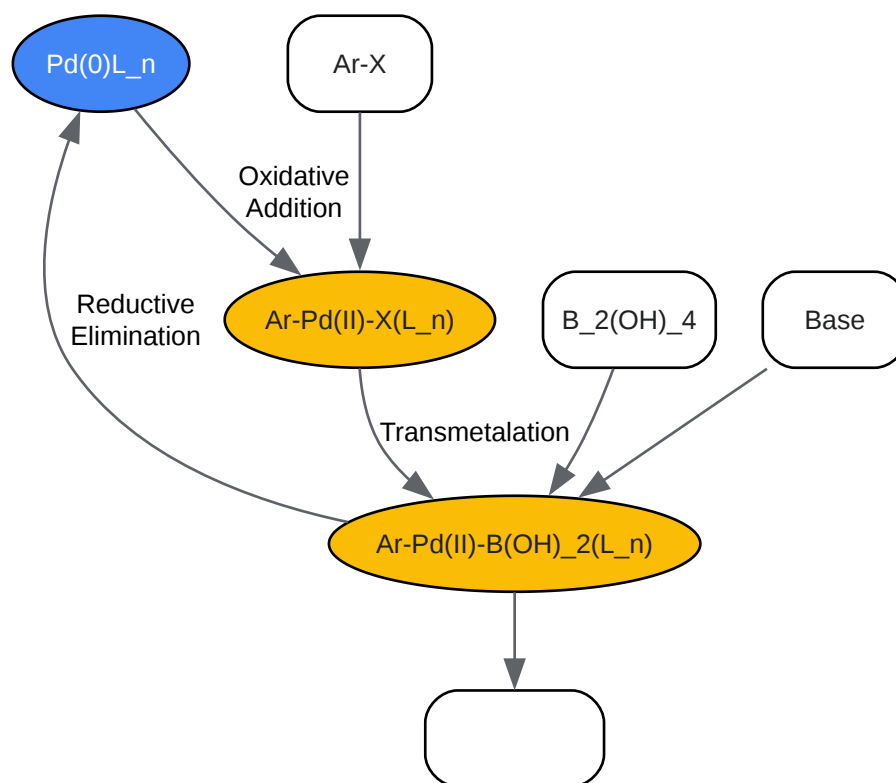 Pd(0)L_n
Ar-X
Oxidative
Addition
Reductive
Elimination
Ar-Pd(II)-X(L_n)
B_2(OH)_4
Base
Transmetalation
Ar-Pd(II)-B(OH)_2(L_n)